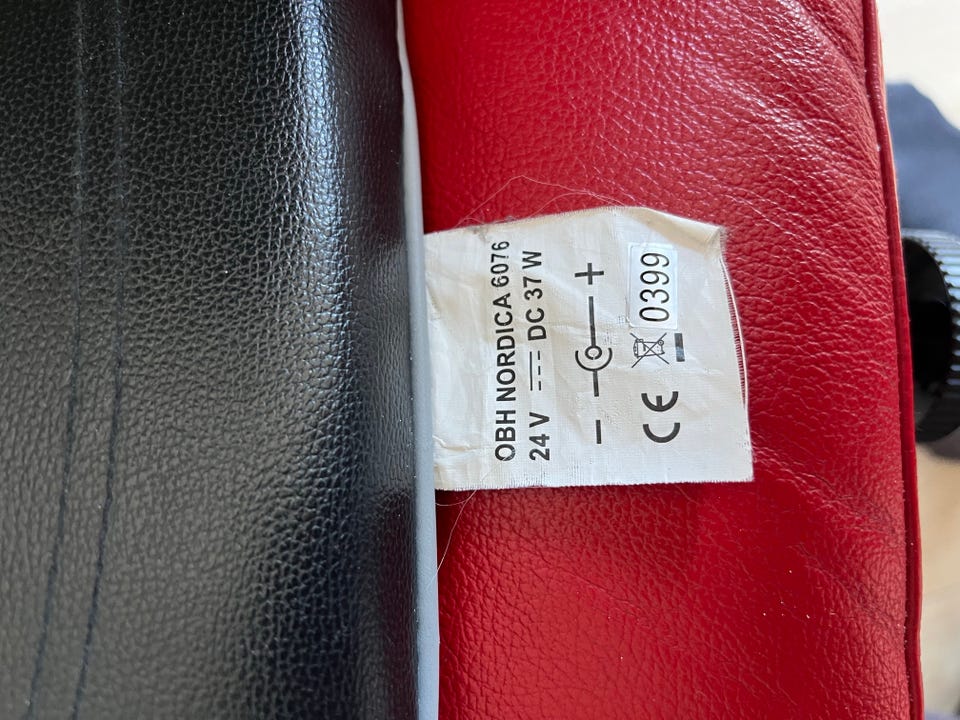 OBH NORDICA 6076
24 V ⎓ DC 37 W
− +
CE 0399